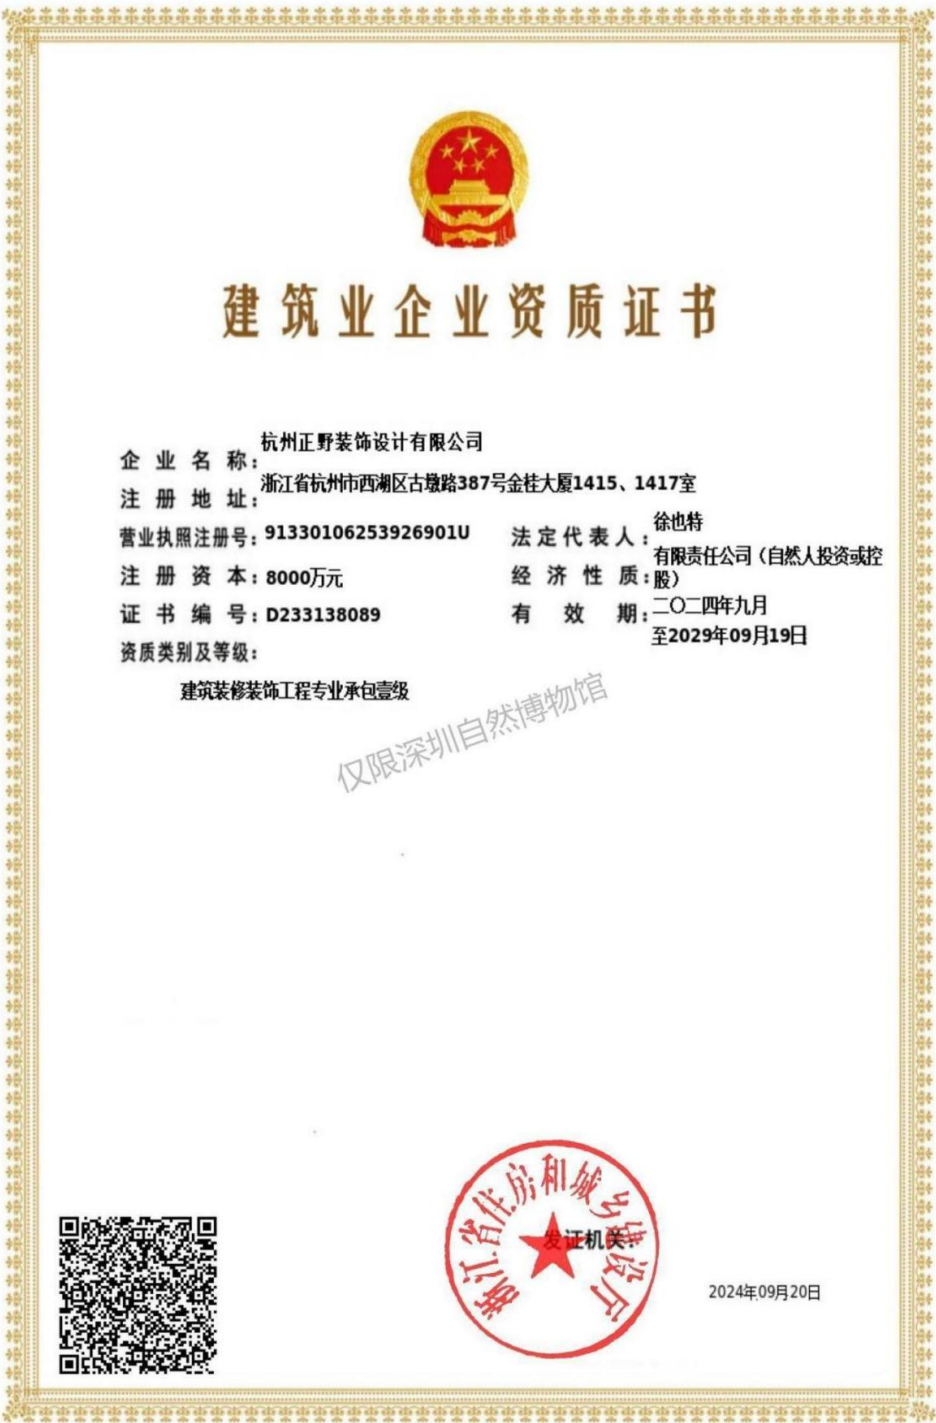 建筑业企业资质证书
企业名称：杭州正野装饰设计有限公司
注册地址：浙江省杭州市西湖区古墩路387号金桂大厦1415、1417室
营业执照注册号：91330106253926901U 法定代表人：徐也特
注册资本：8000万元 经济性质：有限责任公司（自然人投资或控
股）
证书编号：D233138089 有效期：二〇二四年九月
至2029年09月19日
资质类别及等级：
建筑装修装饰工程专业承包壹级
仅限深圳自然博物馆
浙江省住房和城乡建设厅
发证机关：
2024年09月20日